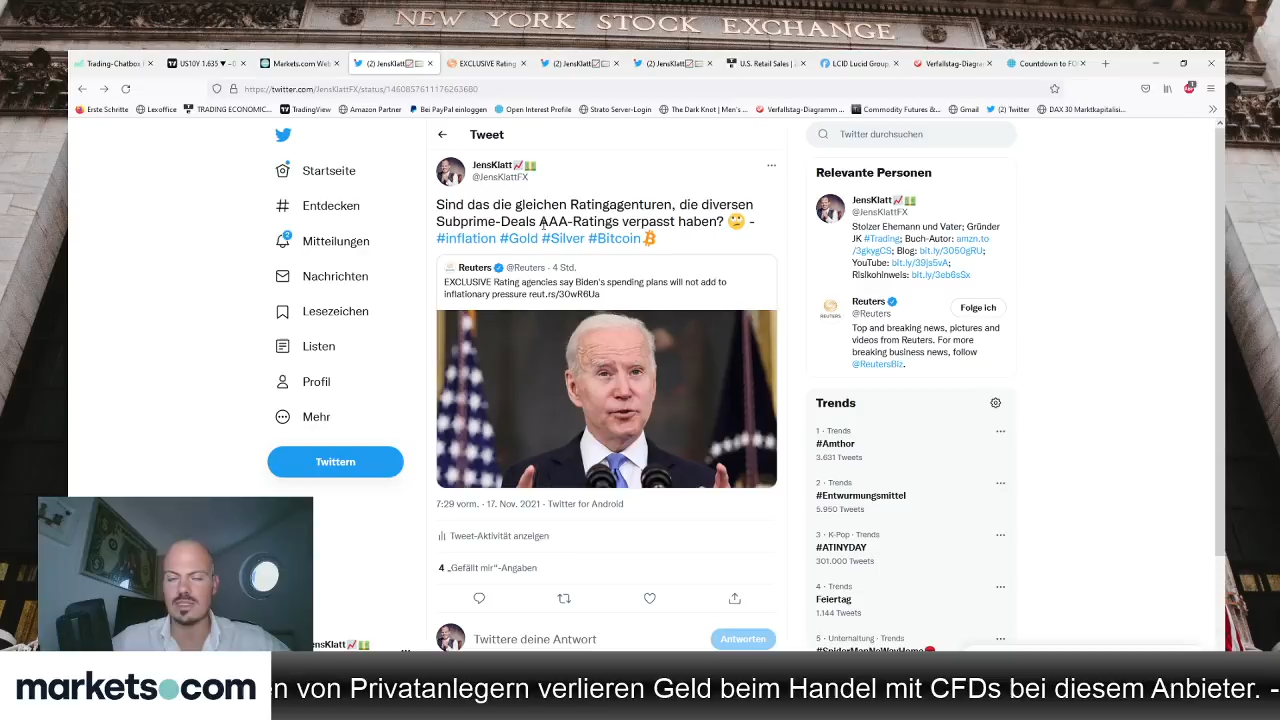 NEW YORK STOCK EXCHANGE
Trading-Chatbox
US10Y 1.635 ▼ −0
Markets.com Web
(2) JensKlatt
EXCLUSIVE Rating
(2) JensKlatt
(2) JensKlatt
U.S. Retail Sales |
LCID Lucid Group
Verfallstag-Diagra
Countdown to FO
https://twitter.com/JensKlattFX/status/1460857611176263680
Erste Schritte
Lexoffice
TRADING ECONOMIC...
TradingView
Amazon Partner
Bei PayPal einloggen
Open Interest Profile
Strato Server-Login
The Dark Knot | Men's ...
Verfallstag-Diagramm ...
Commodity Futures &...
Gmail
(2) Twitter
DAX 30 Marktkapitalisi...
Startseite
Entdecken
2
Mitteilungen
Nachrichten
Lesezeichen
Listen
Profil
Mehr
Twittern
Tweet
JensKlatt📈💵
@JensKlattFX
Sind das die gleichen Ratingagenturen, die diversen
Subprime-Deals AAA-Ratings verpasst haben? 🙄 -
#inflation #Gold #Silver #Bitcoin
Reuters @Reuters · 4 Std.
EXCLUSIVE Rating agencies say Biden's spending plans will not add to
inflationary pressure reut.rs/30wR6Ua
7:29 vorm. · 17. Nov. 2021 · Twitter for Android
Tweet-Aktivität anzeigen
4 „Gefällt mir“-Angaben
Twittere deine Antwort
Antworten
Twitter durchsuchen
Relevante Personen
JensKlatt📈💵
@JensKlattFX
Stolzer Ehemann und Vater; Gründer
JK #Trading; Buch-Autor: amzn.to
/3gkygCS; Blog: bit.ly/3050gRU;
YouTube: bit.ly/39js5vA;
Risikohinweis: bit.ly/3eb6sSx
Reuters
@Reuters
Folge ich
REUTERS
Top and breaking news, pictures and
videos from Reuters. For more
breaking business news, follow
@ReutersBiz.
Trends
1 · Trends
#Amthor
3.631 Tweets
2 · Trends
#Entwurmungsmittel
5.950 Tweets
3 · K-Pop · Trends
#ATINYDAY
301.000 Tweets
4 · Trends
Feiertag
1.144 Tweets
5 · Unterhaltung · Trends
#SpiderManNoWayHome
markets.com
n von Privatanlegern verlieren Geld beim Handel mit CFDs bei diesem Anbieter. -